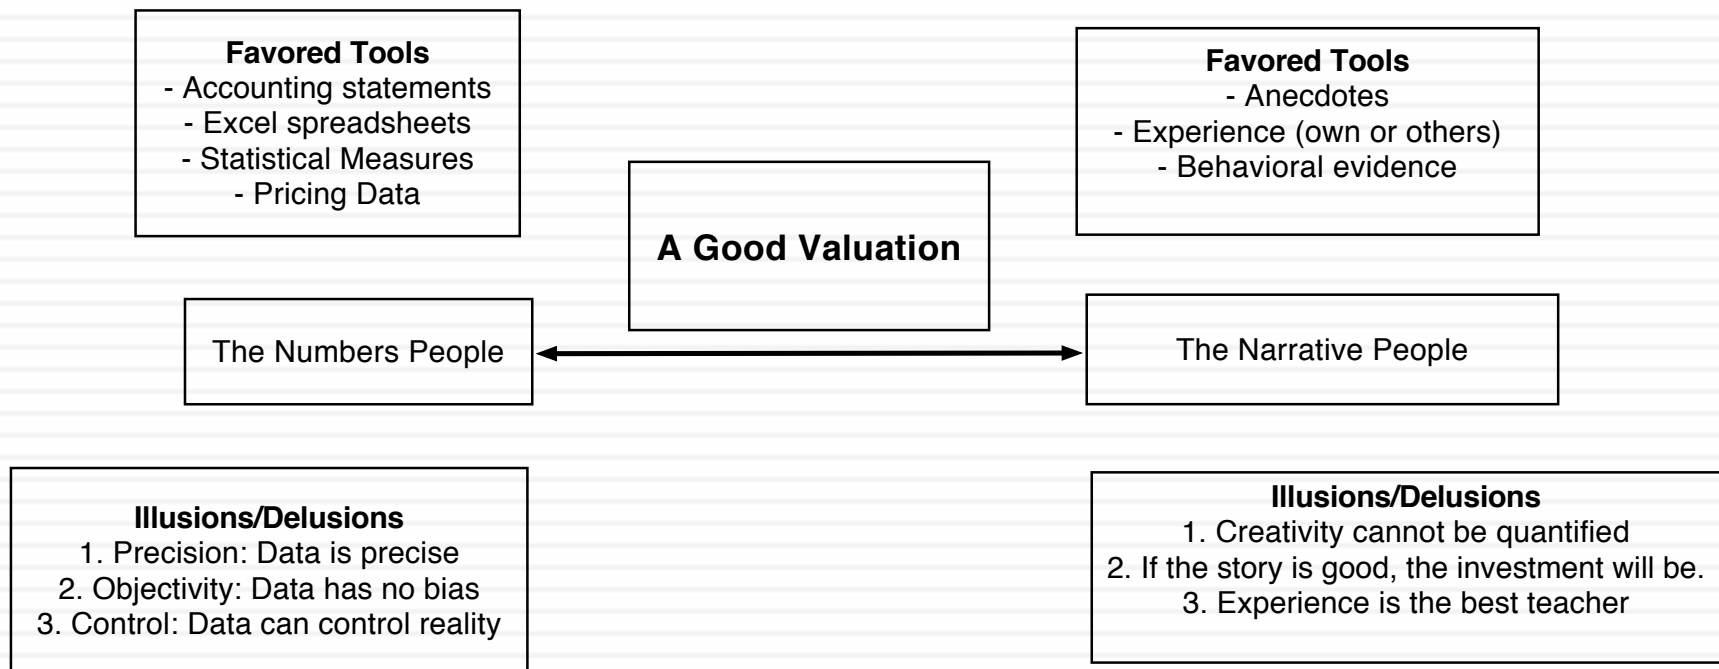 Favored Tools
- Accounting statements
- Excel spreadsheets
- Statistical Measures
- Pricing Data
Favored Tools
- Anecdotes
- Experience (own or others)
- Behavioral evidence
A Good Valuation
The Numbers People
The Narrative People
Illusions/Delusions
1. Precision: Data is precise
2. Objectivity: Data has no bias
3. Control: Data can control reality
Illusions/Delusions
1. Creativity cannot be quantified
2. If the story is good, the investment will be.
3. Experience is the best teacher